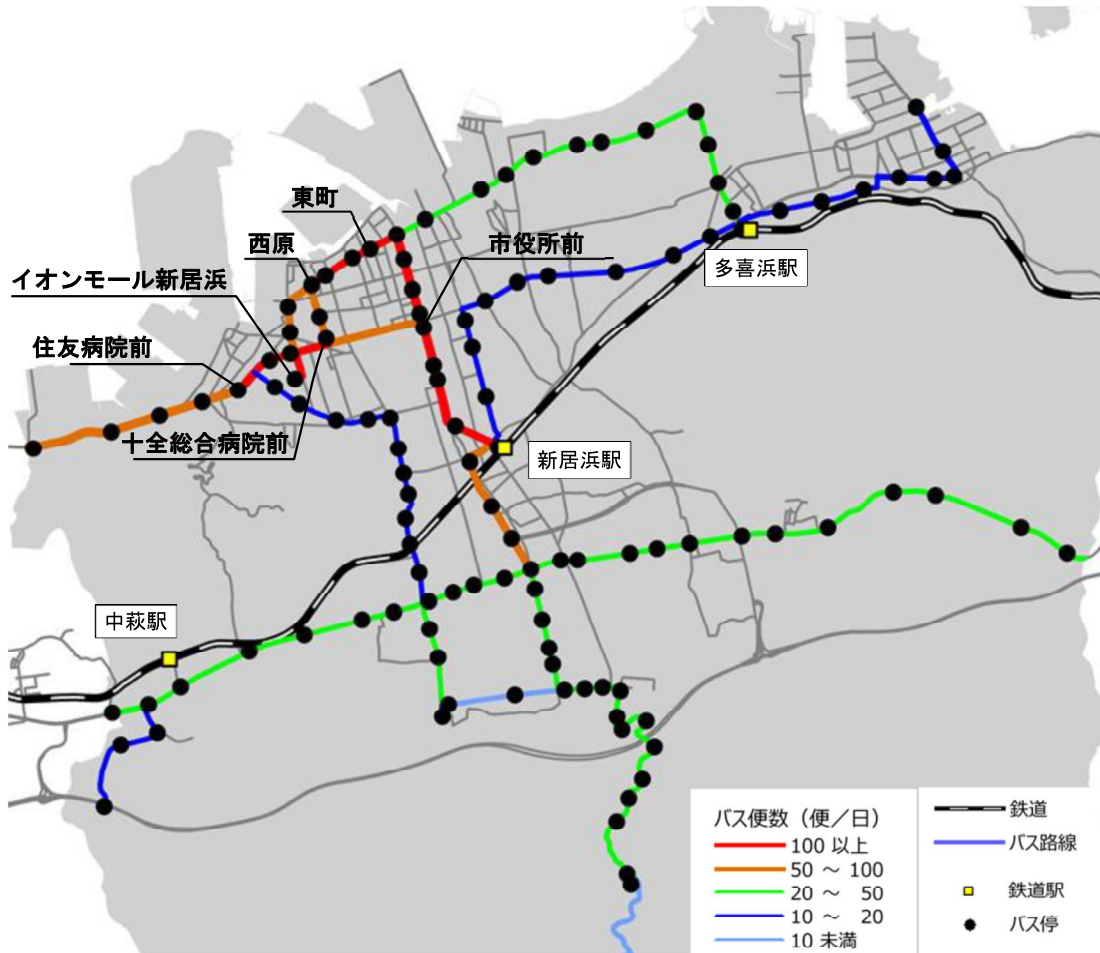 東町
西原
市役所前
イオンモール新居浜
多喜浜駅
住友病院前
十全総合病院前
新居浜駅
中萩駅
バス便数（便／日）
100 以上
50 ～ 100
20 ～ 50
10 ～ 20
10 未満
鉄道
バス路線
鉄道駅
バス停